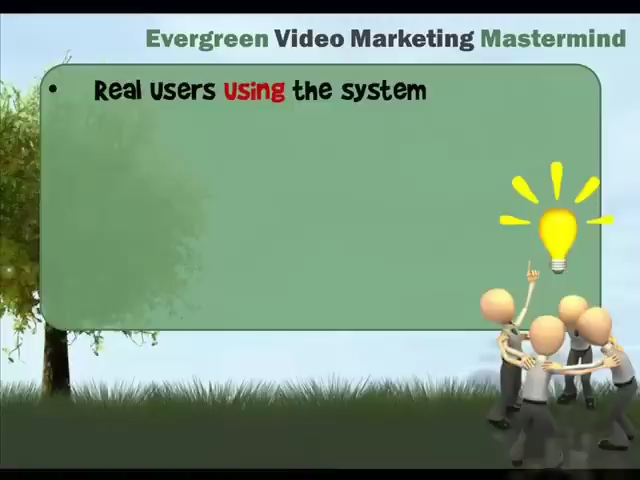 Evergreen Video Marketing Mastermind
• Real users using the system